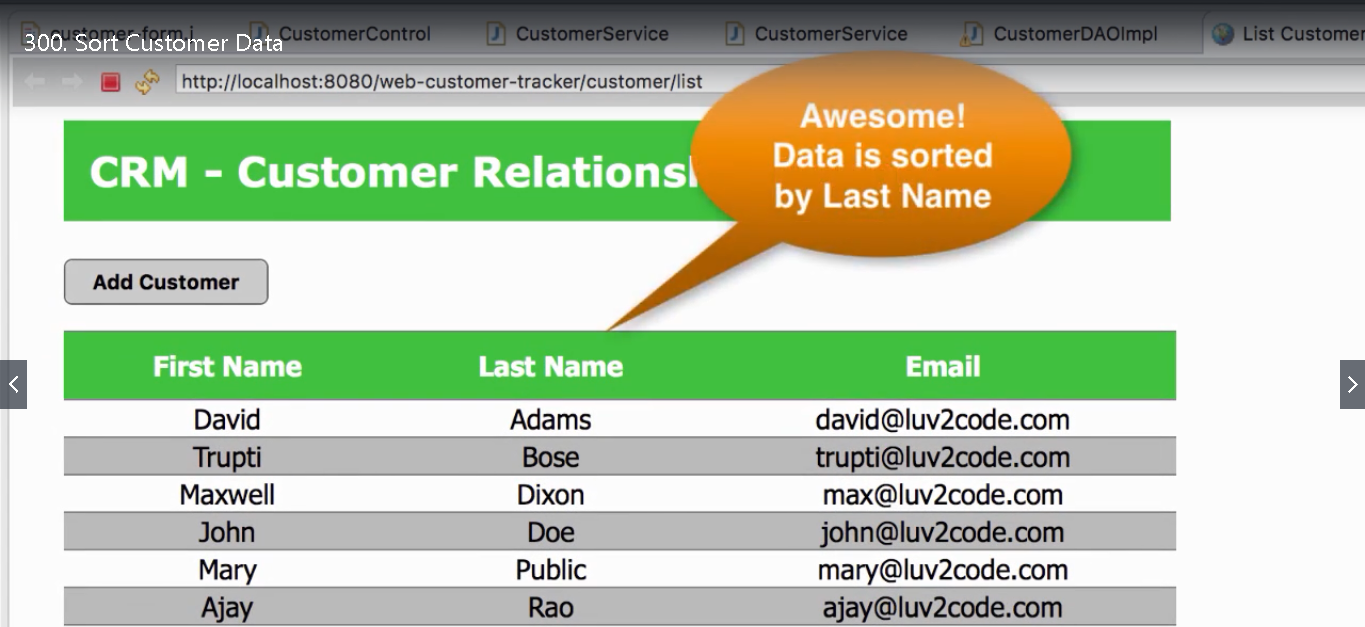 300. Sort Customer Data
customer-form.j
CustomerControl
CustomerService
CustomerService
CustomerDAOImpl
List Customer
http://localhost:8080/web-customer-tracker/customer/list
Awesome!
Data is sorted
by Last Name
CRM - Customer Relations
Add Customer
First Name Last Name Email
David Adams david@luv2code.com
Trupti Bose trupti@luv2code.com
Maxwell Dixon max@luv2code.com
John Doe john@luv2code.com
Mary Public mary@luv2code.com
Ajay Rao ajay@luv2code.com